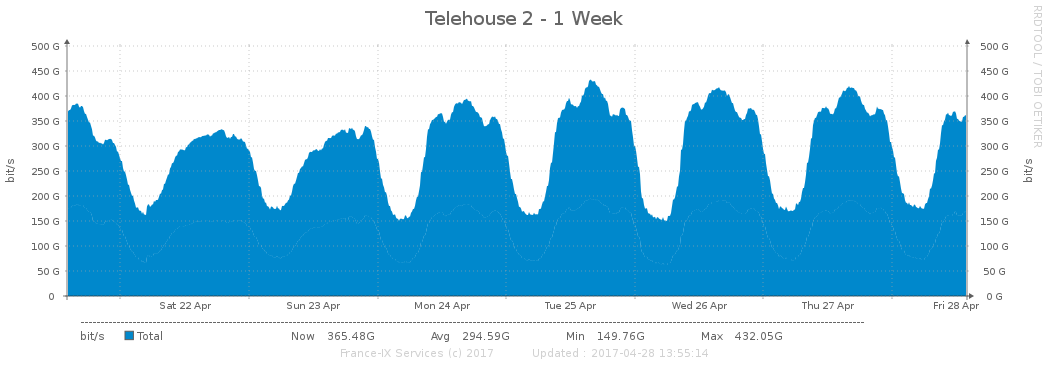 Telehouse 2 - 1 Week
RRDTOOL / TOBI OETIKER
500 G 500 G
450 G 450 G
400 G 400 G
350 G 350 G
300 G 300 G
250 G 250 G
200 G 200 G
150 G 150 G
100 G 100 G
50 G 50 G
0 0 G
bit/s bit/s
Sat 22 Apr Sun 23 Apr Mon 24 Apr Tue 25 Apr Wed 26 Apr Thu 27 Apr Fri 28 Apr
bit/s Total Now 365.48G Avg 294.59G Min 149.76G Max 432.05G
France-IX Services (c) 2017 Updated : 2017-04-28 13:55:14